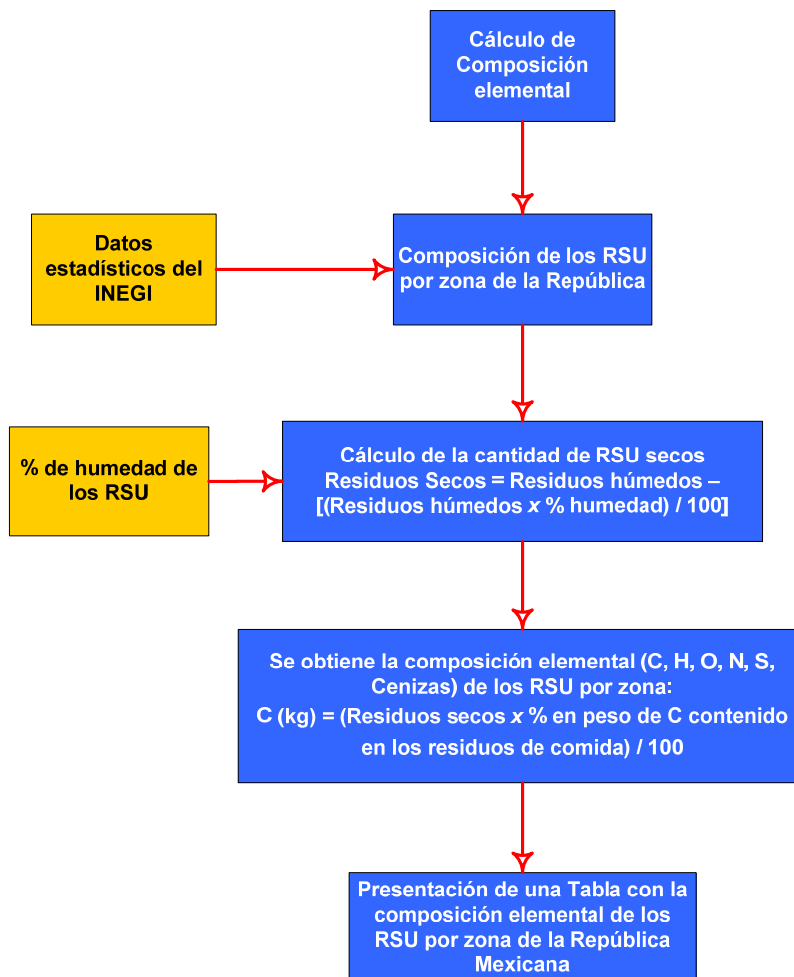 Cálculo de
Composición
elemental
Datos
estadísticos del
INEGI
Composición de los RSU
por zona de la República
% de humedad de
los RSU
Cálculo de la cantidad de RSU secos
Residuos Secos = Residuos húmedos –
[(Residuos húmedos x % humedad) / 100]
Se obtiene la composición elemental (C, H, O, N, S,
Cenizas) de los RSU por zona:
C (kg) = (Residuos secos x % en peso de C contenido
en los residuos de comida) / 100
Presentación de una Tabla con la
composición elemental de los
RSU por zona de la República
Mexicana